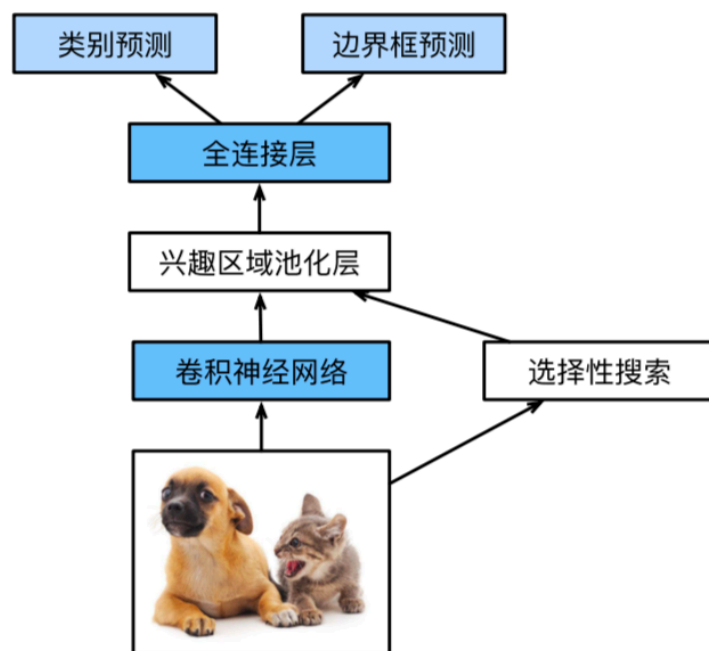 类别预测
边界框预测
全连接层
兴趣区域池化层
卷积神经网络
选择性搜索